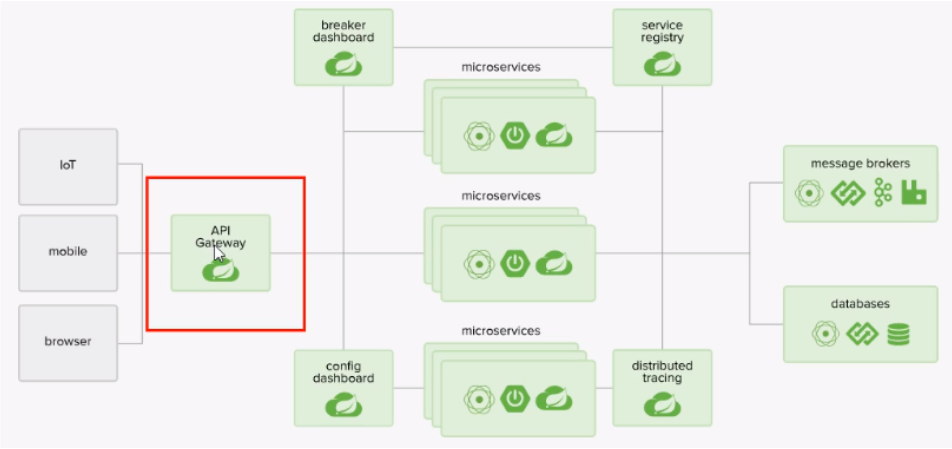 breaker
dashboard
service
registry
microservices
IoT
message brokers
microservices
API
Gateway
mobile
databases
microservices
browser
config
dashboard
distributed
tracing